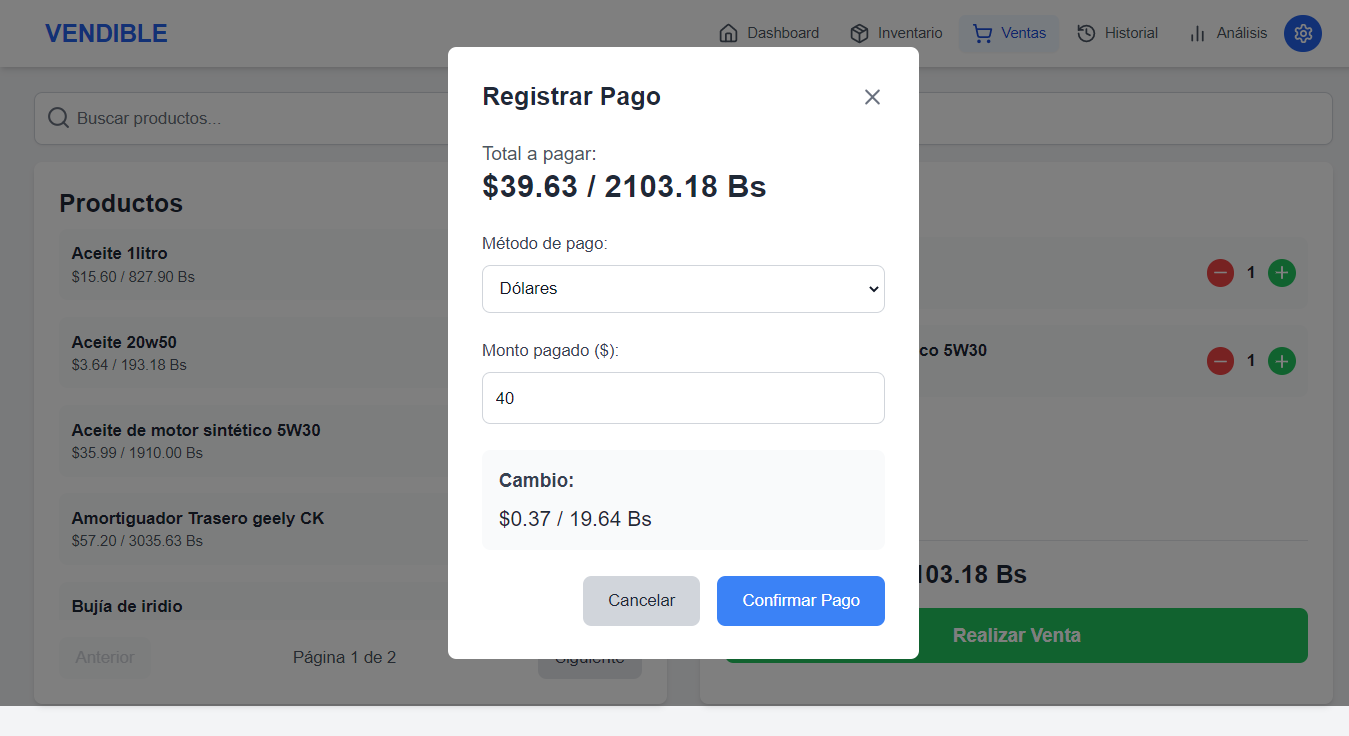 VENDIBLE
Dashboard
Inventario
Ventas
Historial
Análisis
Buscar productos...
Productos
Aceite 1litro
$15.60 / 827.90 Bs
Aceite 20w50
$3.64 / 193.18 Bs
Aceite de motor sintético 5W30
$35.99 / 1910.00 Bs
Amortiguador Trasero geely CK
$57.20 / 3035.63 Bs
Bujía de iridio
Anterior
Página 1 de 2
Siguiente
Registrar Pago
Total a pagar:
$39.63 / 2103.18 Bs
Método de pago:
Dólares
Monto pagado ($):
40
Cambio:
$0.37 / 19.64 Bs
Cancelar
Confirmar Pago
1
co 5W30
1
103.18 Bs
Realizar Venta